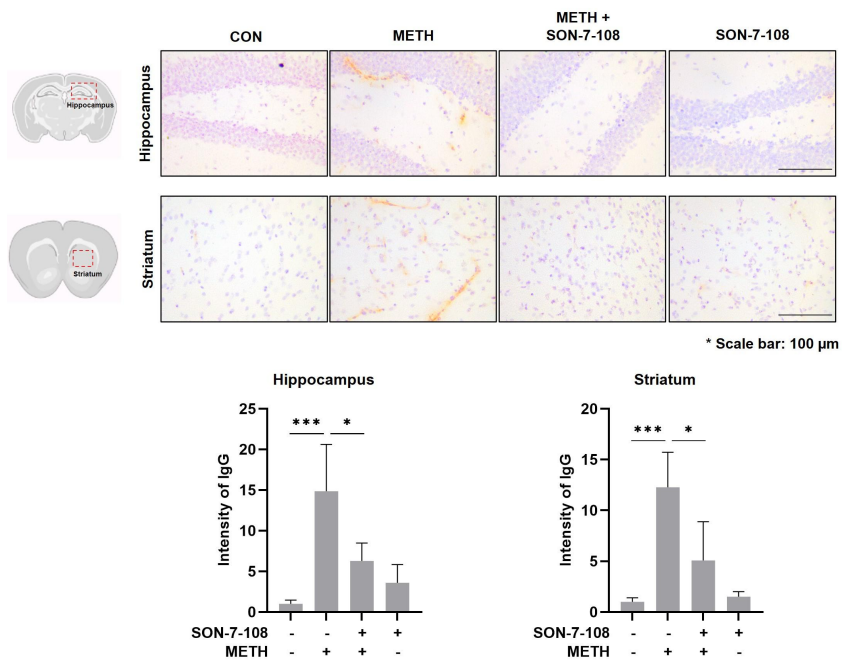 CON METH METH + SON-7-108 SON-7-108
Hippocampus
Hippocampus
Striatum
Striatum
* Scale bar: 100 µm
Hippocampus
Intensity of IgG
25
20
15
10
5
0
*** *
SON-7-108 - - + +
METH - + + -
Striatum
Intensity of IgG
20
15
10
5
0
*** *
SON-7-108 - - + +
METH - + + -